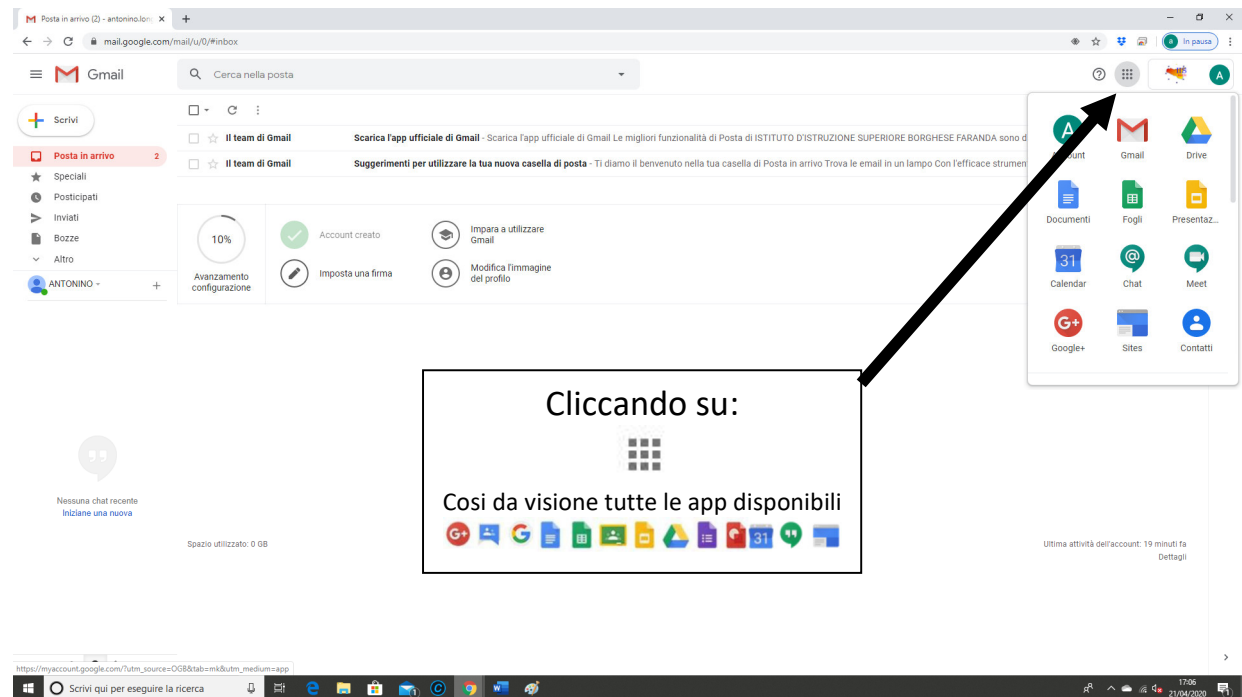 Posta in arrivo (2) - antonino.lon
mail.google.com/mail/u/0/#inbox
a
In pausa
Gmail
Cerca nella posta
A
Scrivi
Posta in arrivo 2
Speciali
Posticipati
Inviati
Bozze
Altro
ANTONINO
Il team di Gmail Scarica l'app ufficiale di Gmail - Scarica l'app ufficiale di Gmail Le migliori funzionalità di Posta di ISTITUTO D'ISTRUZIONE SUPERIORE BORGHESE FARANDA sono d
Il team di Gmail Suggerimenti per utilizzare la tua nuova casella di posta - Ti diamo il benvenuto nella tua casella di Posta in arrivo Trova le email in un lampo Con l'efficace strumen
10%
Avanzamento
configurazione
Account creato
Imposta una firma
Impara a utilizzare
Gmail
Modifica l'immagine
del profilo
A
Gmail
Drive
Documenti
Fogli
Presentaz...
31
Calendar
Chat
Meet
G+
Google+
Sites
Contatti
Cliccando su:
Cosi da visione tutte le app disponibili
G+
G
31
Nessuna chat recente
Iniziane una nuova
Spazio utilizzato: 0 GB
Ultima attività dell'account: 19 minuti fa
Dettagli
https://myaccount.google.com/?utm_source=OGB&tab=mk&utm_medium=app
Scrivi qui per eseguire la ricerca
17:06
21/04/2020